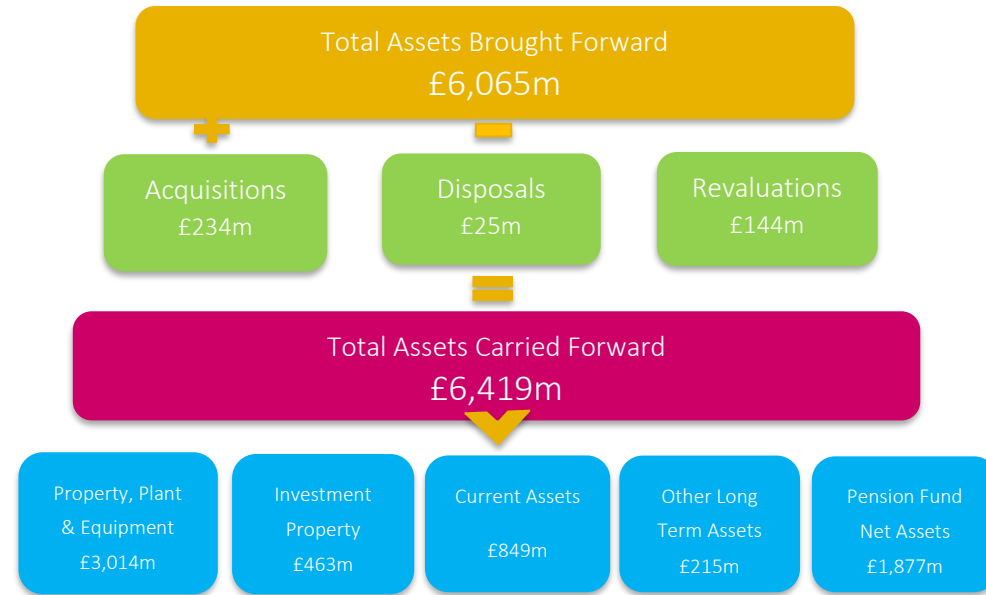 Total Assets Brought Forward
£6,065m
Acquisitions
£234m
Disposals
£25m
Revaluations
£144m
Total Assets Carried Forward
£6,419m
Property, Plant
& Equipment
£3,014m
Investment
Property
£463m
Current Assets
£849m
Other Long
Term Assets
£215m
Pension Fund
Net Assets
£1,877m